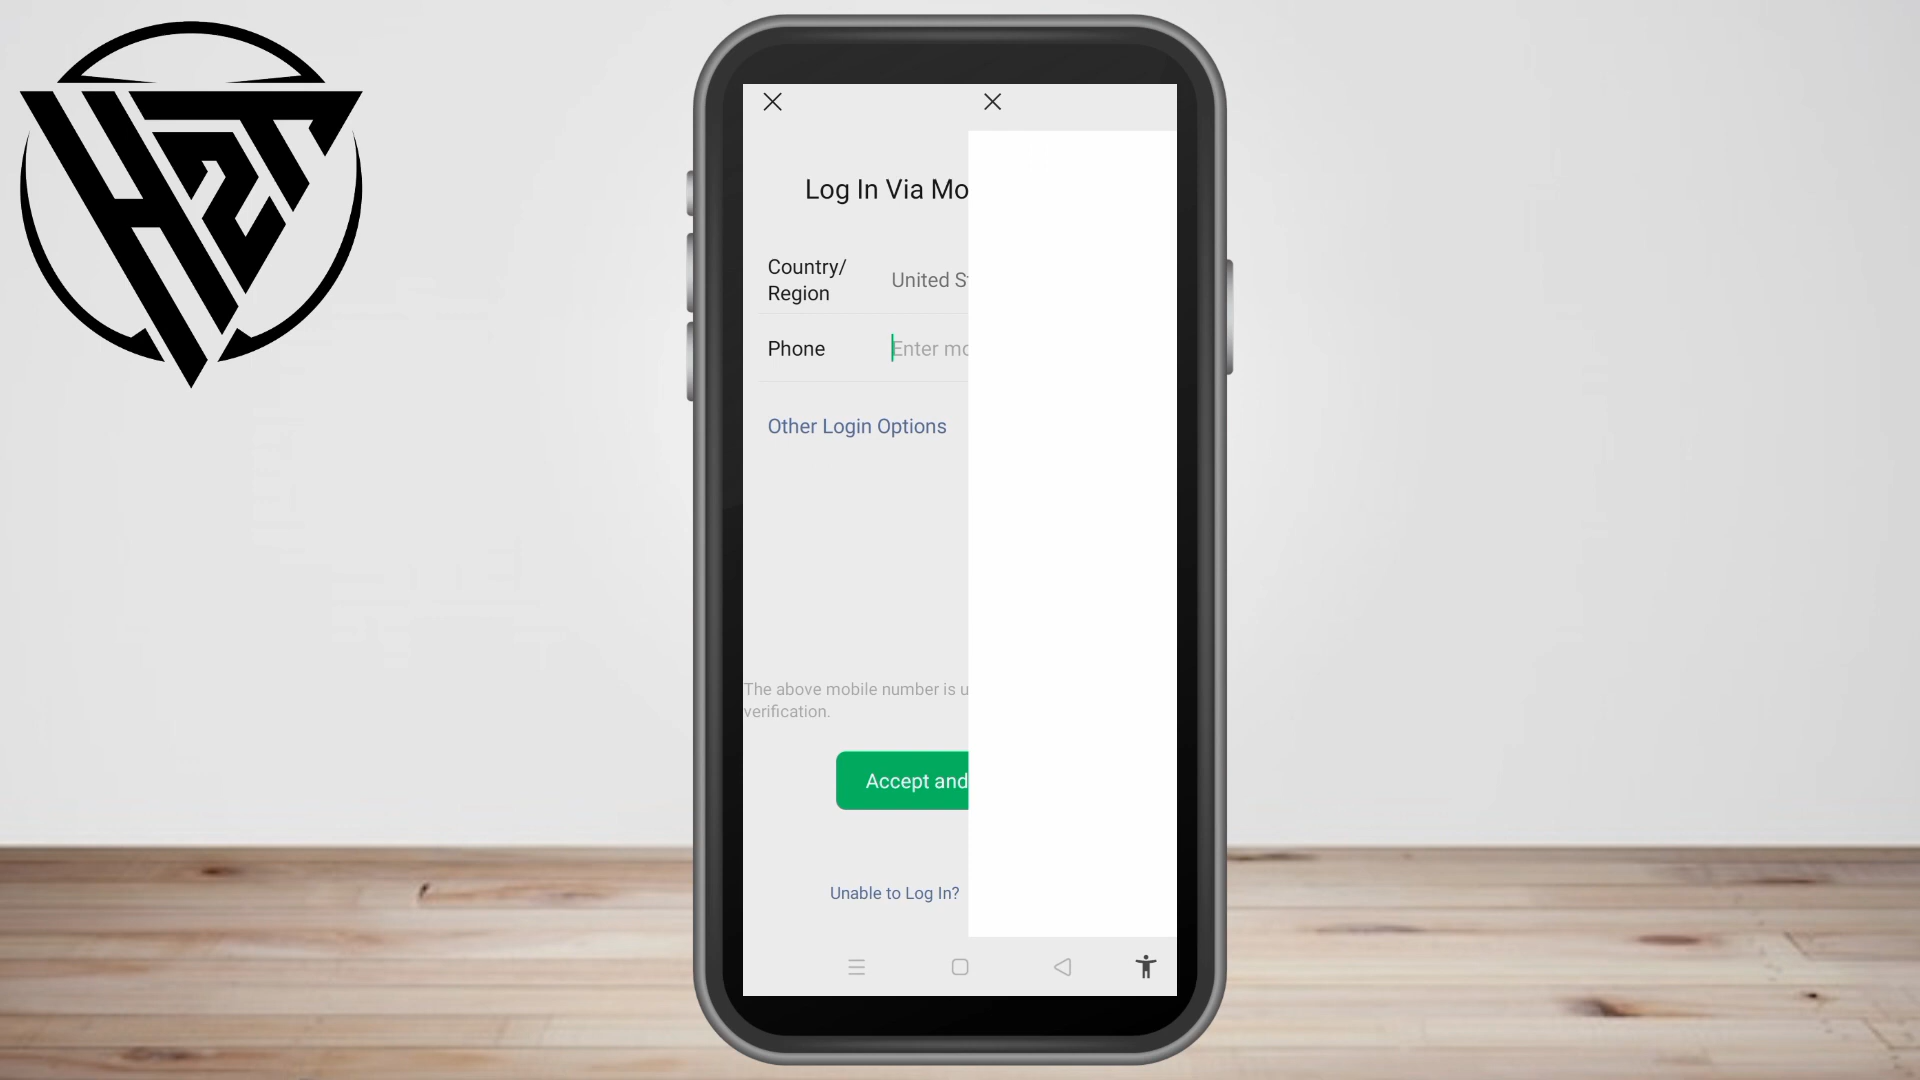 H2T
Log In Via Mo
Country/
Region
United S
Phone
Enter mo
Other Login Options
The above mobile number is u
verification.
Accept and
Unable to Log In?